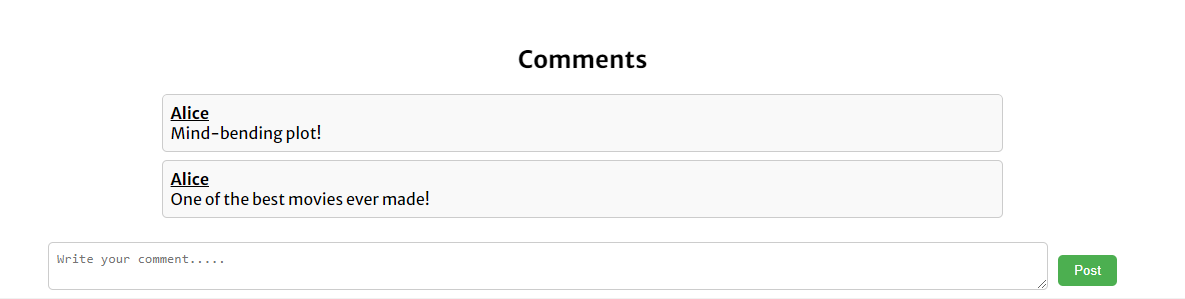 Comments
Alice
Mind-bending plot!
Alice
One of the best movies ever made!
Write your comment.....
Post